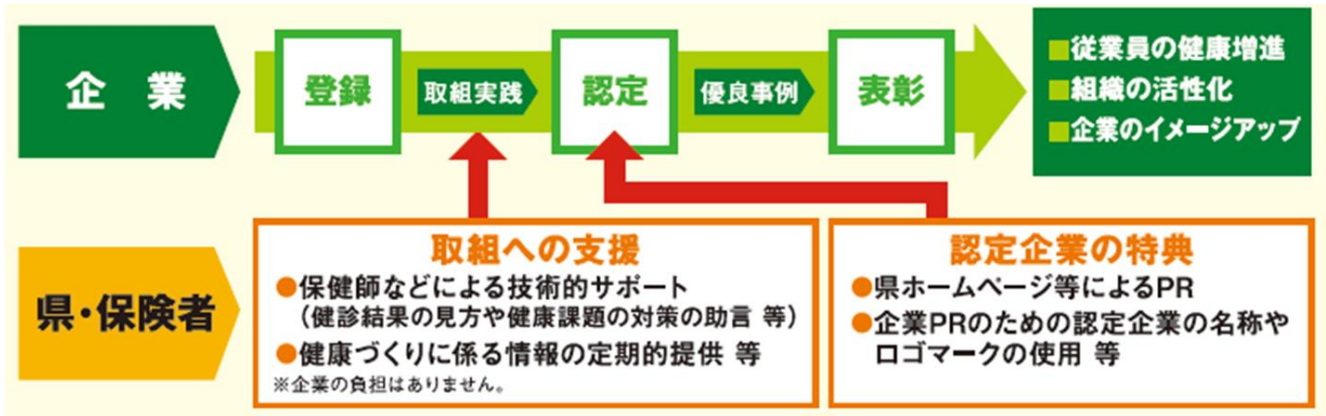 企 業
登録
取組実践
認定
優良事例
表彰
■従業員の健康増進
■組織の活性化
■企業のイメージアップ
県・保険者
取組への支援
●保健師などによる技術的サポート
（健診結果の見方や健康課題の対策の助言 等）
●健康づくりに係る情報の定期的提供 等
※企業の負担はありません。
認定企業の特典
●県ホームページ等によるPR
●企業PRのための認定企業の名称や
ロゴマークの使用 等